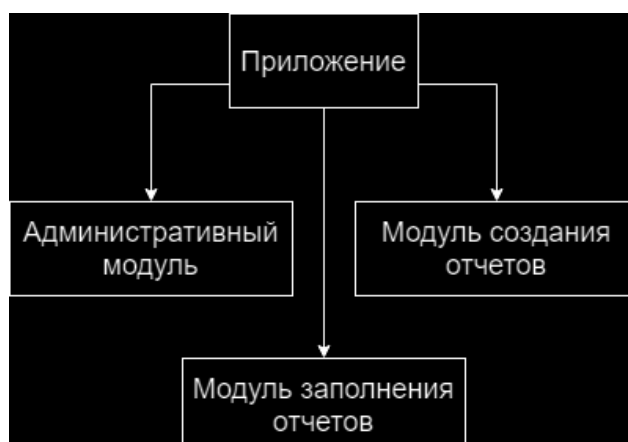 Приложение
Административный
модуль
Модуль создания
отчетов
Модуль заполнения
отчетов